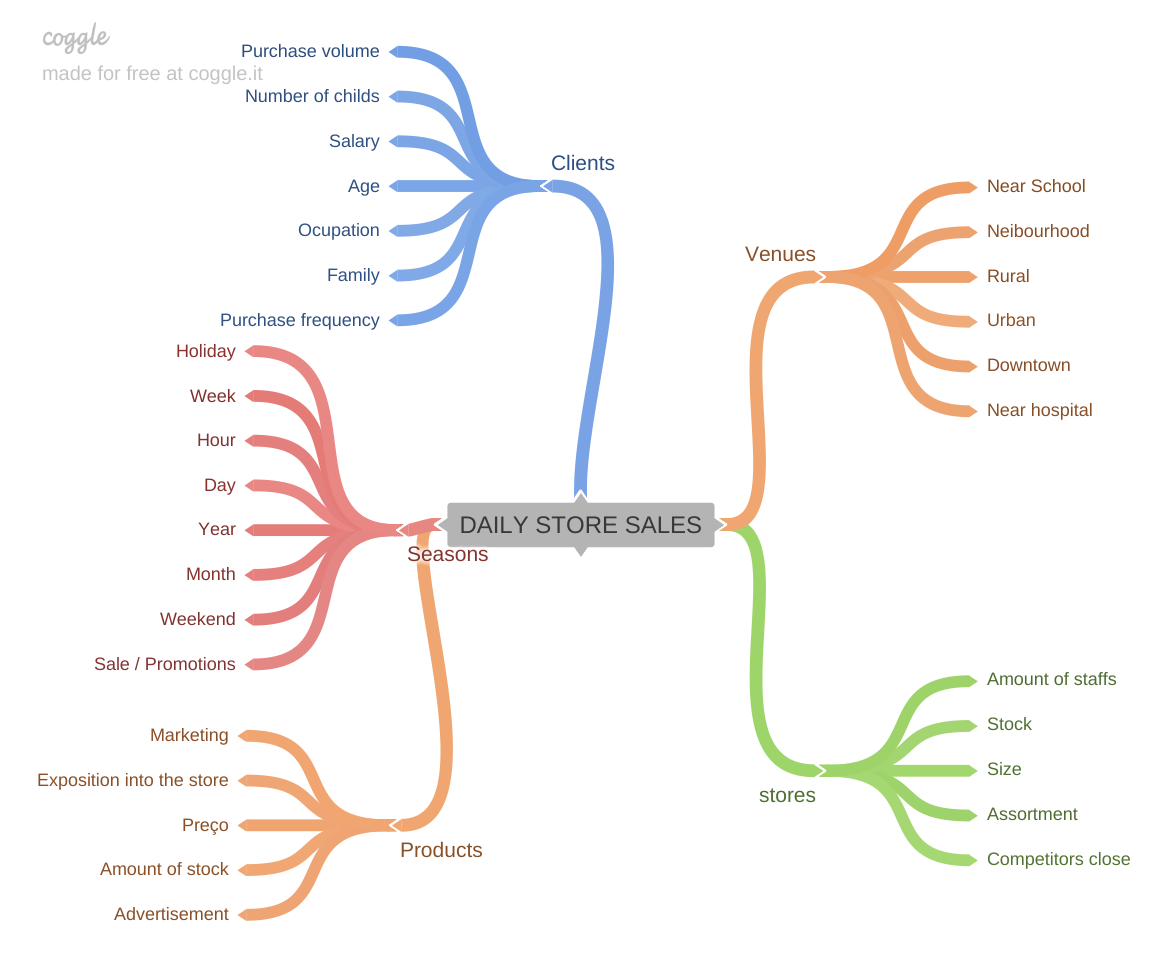 coggle
made for free at coggle.it
Purchase volume
Number of childs
Salary
Age
Ocupation
Family
Purchase frequency
Clients
Holiday
Week
Hour
Day
Year
Month
Weekend
Sale / Promotions
Seasons
Marketing
Exposition into the store
Preço
Amount of stock
Advertisement
Products
DAILY STORE SALES
Venues
Near School
Neibourhood
Rural
Urban
Downtown
Near hospital
stores
Amount of staffs
Stock
Size
Assortment
Competitors close